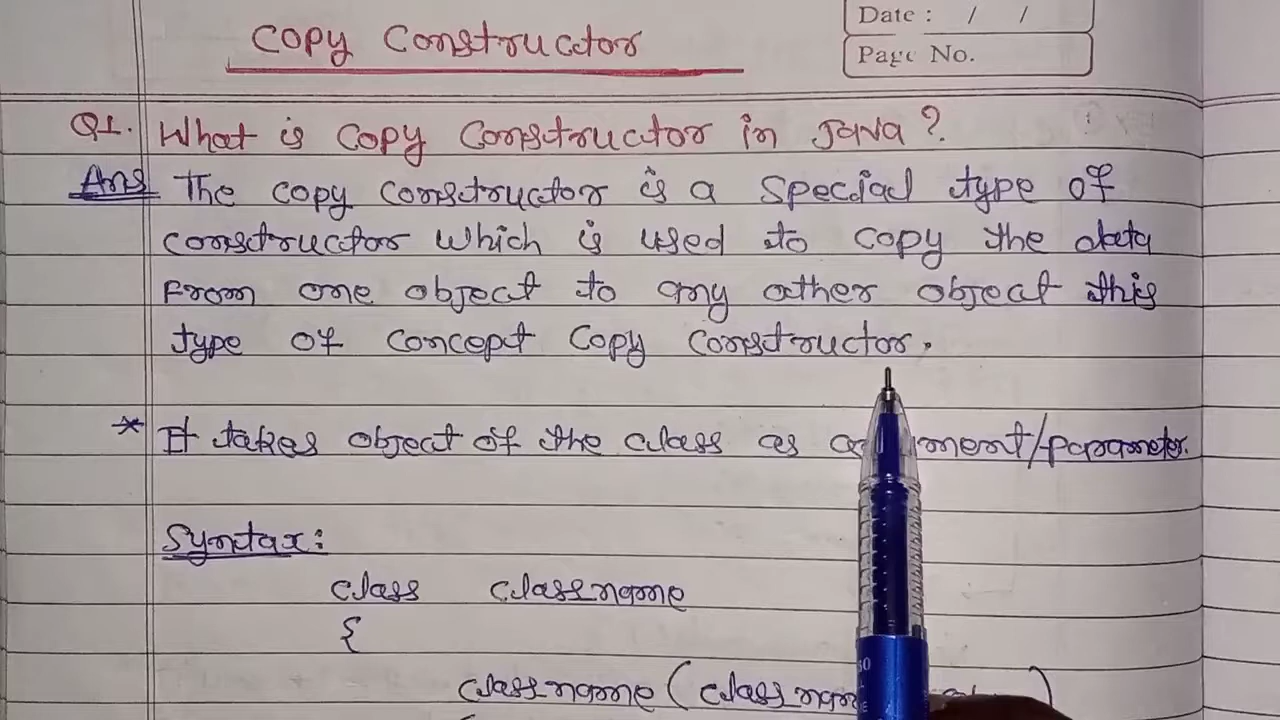 Date : / /
Page No.
Copy Constructor
Q1. What is Copy Constructor in Java?
Ans The copy constructor is a special type of
constructor which is used to copy the data
from one object to any other object this
type of concept copy constructor.
* It takes object of the class as /parameter.
Syntax:
class classname
{
classname (class )